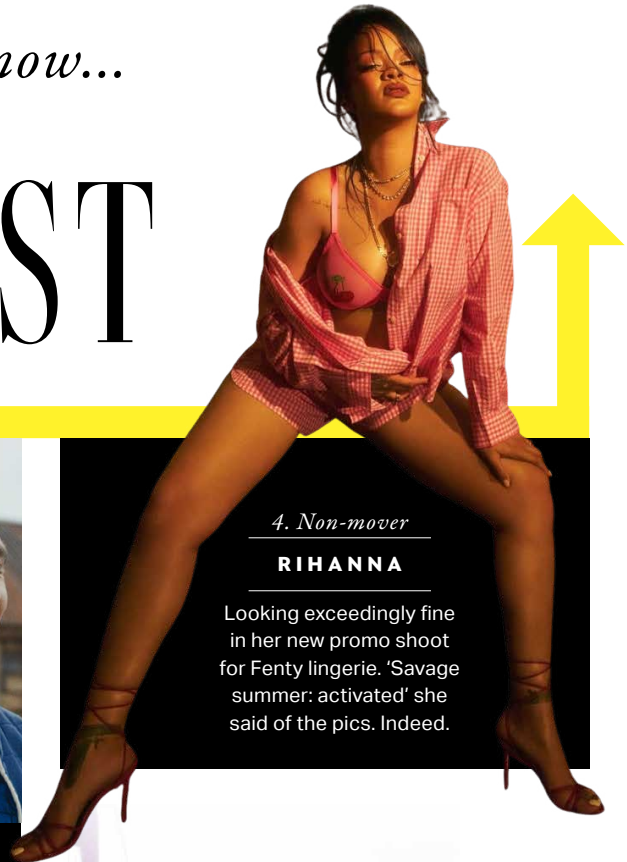 now...
ST
4. Non-mover
RIHANNA
Looking exceedingly fine
in her new promo shoot
for Fenty lingerie. ‘Savage
summer: activated’ she
said of the pics. Indeed.